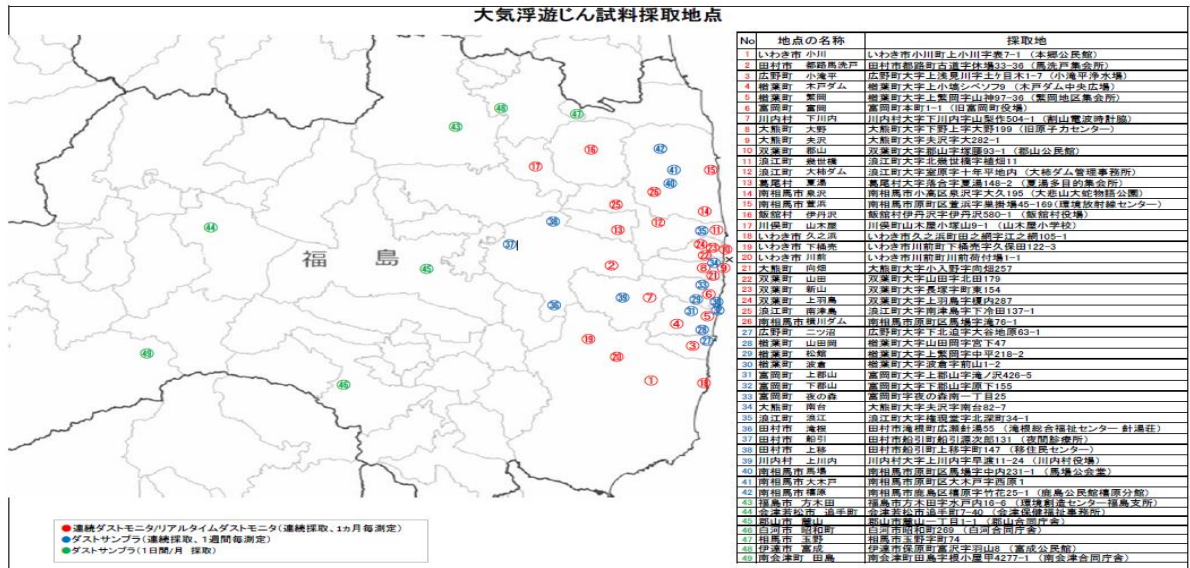 大気浮遊じん試料採取地点
福 島
×
● 連続ダストモニタ/リアルタイムダストモニタ(連続採取、1ヵ月毎測定)
● ダストサンプラ(連続採取、1週間毎測定)
● ダストサンプラ(1日間/月 採取)
No 地点の名称 採取地
1 いわき市 小川 いわき市小川町上小川字表7-1 (本郷公民館)
2 田村市 都路馬洗戸 田村市都路町古道字休場33-36 (馬洗戸集会所)
3 広野町 小滝平 広野町大字上浅見川字土ケ目木1-7 (小滝平浄水場)
4 楢葉町 木戸ダム 楢葉町大字上小塙シベソフ9 (木戸ダム中央広場)
5 楢葉町 繁岡 楢葉町大字上繁岡字山神97-36 (繁岡地区集会所)
6 富岡町 富岡 富岡町本町1-1 (旧富岡町役場)
7 川内村 下川内 川内村大字下川内字山梨作504-1 (割山電波時計脇)
8 大熊町 大野 大熊町大字下野上字大野199 (旧原子力センター)
9 大熊町 夫沢 大熊町大字夫沢字大282-1
10 双葉町 郡山 双葉町大字郡山字塚腰93-1 (郡山公民館)
11 浪江町 幾世橋 浪江町大字北幾世橋字植畑11
12 浪江町 大柿ダム 浪江町大字室原字十年平地内 (大柿ダム管理事務所)
13 葛尾村 夏湯 葛尾村大字落合字夏湯148-2 (夏湯多目的集会所)
14 南相馬市 泉沢 南相馬市小高区泉沢字大久195 (大悲山大蛇物語公園)
15 南相馬市 萱浜 南相馬市原町区萱浜字巣掛場45-169(環境放射線センター)
16 飯舘村 伊丹沢 飯舘村伊丹沢字伊丹沢580-1 (飯舘村役場)
17 川俣町 山木屋 川俣町山木屋小塚山9-1 (山木屋小学校)
18 いわき市 久之浜 いわき市久之浜町田之網字江之網105-1
19 いわき市 下桶売 いわき市川前町下桶売字久保田122-3
20 いわき市 川前 いわき市川前町川前荷付場1-1
21 大熊町 向畑 大熊町大字小入野字向畑257
22 双葉町 山田 双葉町大字山田字北田179
23 双葉町 新山 双葉町大字長塚字町東154
24 双葉町 上羽鳥 双葉町大字上羽鳥字榎内287
25 浪江町 南津島 浪江町大字南津島字下冷田137-1
26 南相馬市 横川ダム 南相馬市原町区馬場字滝76-1
27 広野町 二ツ沼 広野町大字下北迫字大谷地原63-1
28 楢葉町 山田岡 楢葉町大字山田岡字宮下47
29 楢葉町 松館 楢葉町大字上繁岡字中平218-2
30 楢葉町 波倉 楢葉町大字波倉字前山1-2
31 富岡町 上郡山 富岡町大字上郡山字滝ノ沢426-5
32 富岡町 下郡山 富岡町大字下郡山字原下155
33 富岡町 夜の森 富岡町字夜の森南一丁目25
34 大熊町 南台 大熊町大字夫沢字南台82-7
35 浪江町 浪江 浪江町大字権現堂字北深町34-1
36 田村市 滝根 田村市滝根町広瀬針湯55 (滝根総合福祉センター 針湯荘)
37 田村市 船引 田村市船引町船引源次郎131 (夜間診療所)
38 田村市 上移 田村市船引町上移字町147 (移住民センター)
39 川内村 上川内 川内村大字上川内字早渡11-24 (川内村役場)
40 南相馬市 馬場 南相馬市原町区馬場字中内231-1 (馬場公会堂)
41 南相馬市 大木戸 南相馬市原町区大木戸字西原1
42 南相馬市 橲原 南相馬市鹿島区橲原字竹花25-1 (鹿島公民館橲原分館)
43 福島市 方木田 福島市方木田字水戸内16-6 (環境創造センター福島支所)
44 会津若松市 追手町 会津若松市追手町7-40 (会津保健福祉事務所)
45 郡山市 麓山 郡山市麓山一丁目1-1 (郡山合同庁舎)
46 白河市 昭和町 白河市昭和町269 (白河合同庁舎)
47 相馬市 玉野 相馬市玉野字町74
48 伊達市 富成 伊達市保原町富沢字羽山8 (富成公民館)
49 南会津町 田島 南会津町田島字根小屋甲4277-1 (南会津合同庁舎)